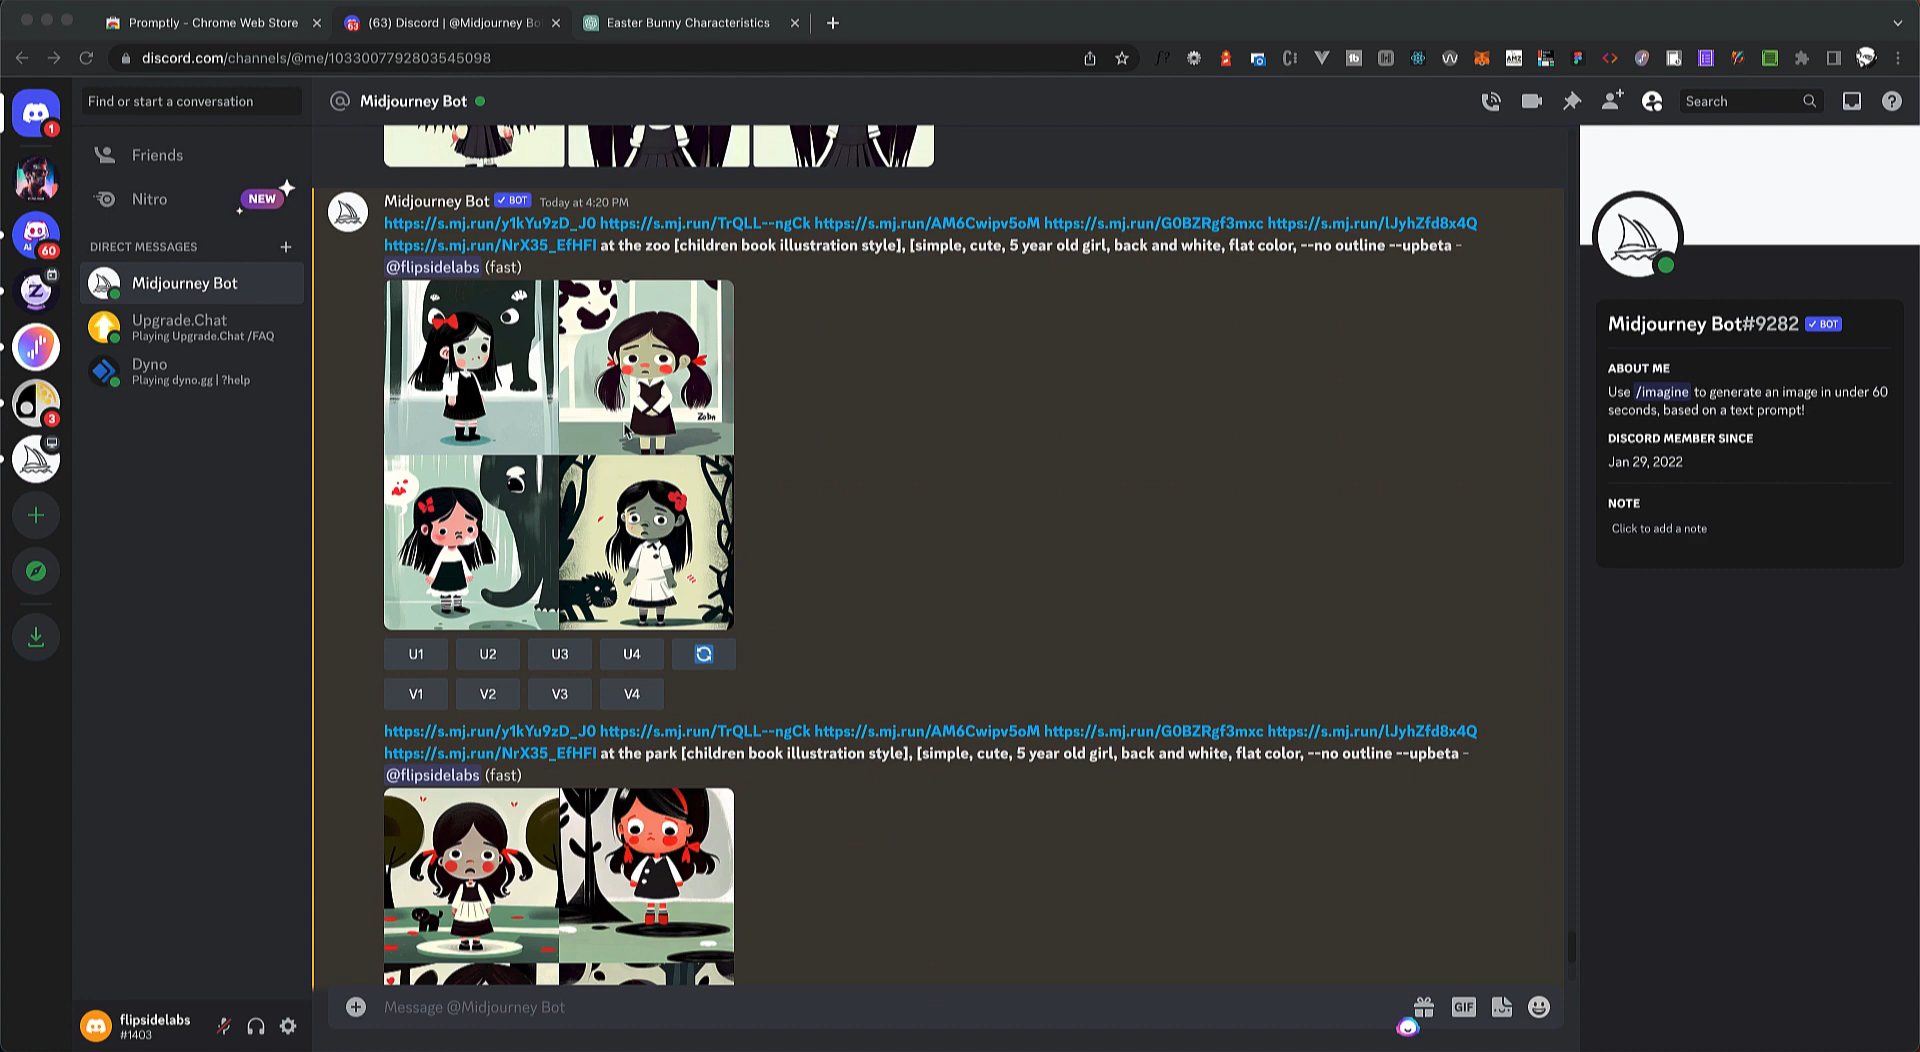 Promptly - Chrome Web Store
(63) Discord | @Midjourney Bo
Easter Bunny Characteristics
discord.com/channels/@me/1033007792803545098
Find or start a conversation
Midjourney Bot
Search
1
Friends
Nitro
NEW
DIRECT MESSAGES
Midjourney Bot
Upgrade.Chat
Playing Upgrade.Chat /FAQ
Dyno
Playing dyno.gg | ?help
60
3
Midjourney Bot BOT Today at 4:20 PM
https://s.mj.run/y1kYu9zD_J0 https://s.mj.run/TrQLL--ngCk https://s.mj.run/AM6Cwipv5oM https://s.mj.run/G0BZRgf3mxc https://s.mj.run/lJyhZfd8x4Q
https://s.mj.run/NrX35_EfHFI at the zoo [children book illustration style], [simple, cute, 5 year old girl, back and white, flat color, --no outline --upbeta -
@flipsidelabs (fast)
U1 U2 U3 U4
V1 V2 V3 V4
https://s.mj.run/y1kYu9zD_J0 https://s.mj.run/TrQLL--ngCk https://s.mj.run/AM6Cwipv5oM https://s.mj.run/G0BZRgf3mxc https://s.mj.run/lJyhZfd8x4Q
https://s.mj.run/NrX35_EfHFI at the park [children book illustration style], [simple, cute, 5 year old girl, back and white, flat color, --no outline --upbeta -
@flipsidelabs (fast)
Message @Midjourney Bot
GIF
flipsidelabs
#1403
Midjourney Bot#9282 BOT
ABOUT ME
Use /imagine to generate an image in under 60
seconds, based on a text prompt!
DISCORD MEMBER SINCE
Jan 29, 2022
NOTE
Click to add a note